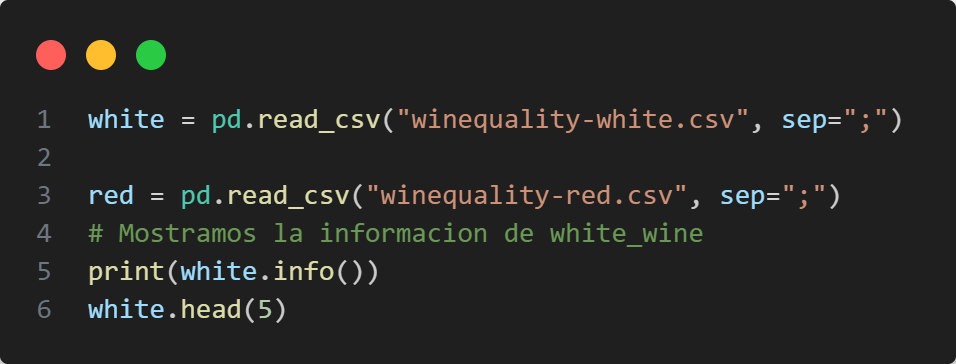 1 white = pd.read_csv("winequality-white.csv", sep=";")
2
3 red = pd.read_csv("winequality-red.csv", sep=";")
4 # Mostramos la informacion de white_wine
5 print(white.info())
6 white.head(5)